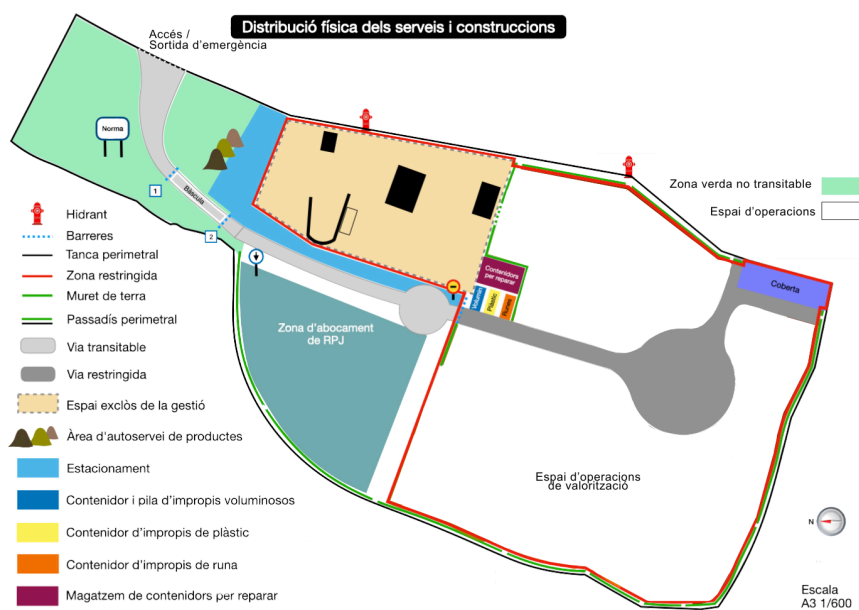 Distribució física dels serveis i construccions
Accés /
Sortida d'emergència
Norma
1
Bàscula
2
Zona verda no transitable
Espai d'operacions
Hidrant
Barreres
Tanca perimetral
Zona restringida
Muret de terra
Passadís perimetral
Via transitable
Via restringida
Espai exclòs de la gestió
Àrea d'autoservei de productes
Estacionament
Contenidor i pila d'impropis voluminosos
Contenidor d'impropis de plàstic
Contenidor d'impropis de runa
Magatzem de contenidors per reparar
Contenidors
per reparar
Plàstic
Runes
Coberta
Zona d'abocament
de RPJ
Espai d'operacions
de valorització
N
Escala
A3 1/600